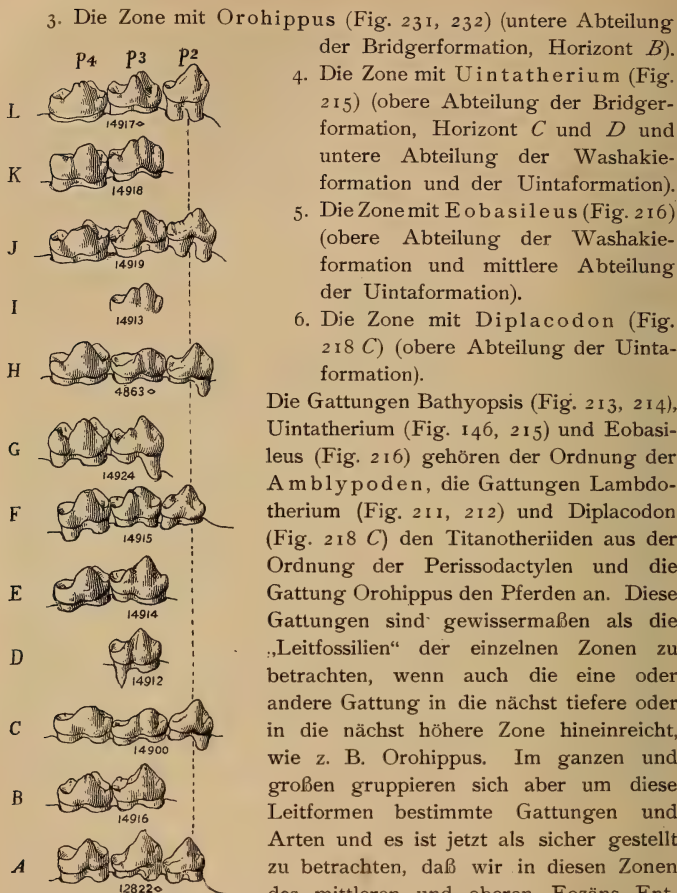 3. Die Zone mit Orohippus (Fig. 231, 232) (untere Abteilung
der Bridgerformation, Horizont B).
4. Die Zone mit Uintatherium (Fig.
215) (obere Abteilung der Bridger-
formation, Horizont C und D und
untere Abteilung der Washakie-
formation und der Uintaformation).
5. Die Zone mit Eobasileus (Fig. 216)
(obere Abteilung der Washakie-
formation und mittlere Abteilung
der Uintaformation).
6. Die Zone mit Diplacodon (Fig.
218 C) (obere Abteilung der Uinta-
formation).
Die Gattungen Bathyopsis (Fig. 213, 214),
Uintatherium (Fig. 146, 215) und Eobasi-
leus (Fig. 216) gehören der Ordnung der
Amblypoden, die Gattungen Lambdo-
therium (Fig. 211, 212) und Diplacodon
(Fig. 218 C) den Titanotheriiden aus der
Ordnung der Perissodactylen und die
Gattung Orohippus den Pferden an. Diese
Gattungen sind gewissermaßen als die
„Leitfossilien“ der einzelnen Zonen zu
betrachten, wenn auch die eine oder
andere Gattung in die nächst tiefere oder
in die nächst höhere Zone hineinreicht,
wie z. B. Orohippus. Im ganzen und
großen gruppieren sich aber um diese
Leitformen bestimmte Gattungen und
Arten und es ist jetzt als sicher gestellt
zu betrachten, daß wir in diesen Zonen
des mittleren und oberen Eozäns Ent-
P4 P3 P2
L
14917◇
K
14918
J
14919
I
14913
H
4863◇
G
14924
F
14915
E
14914
D
14912
C
14900
B
14916
A
12822◇